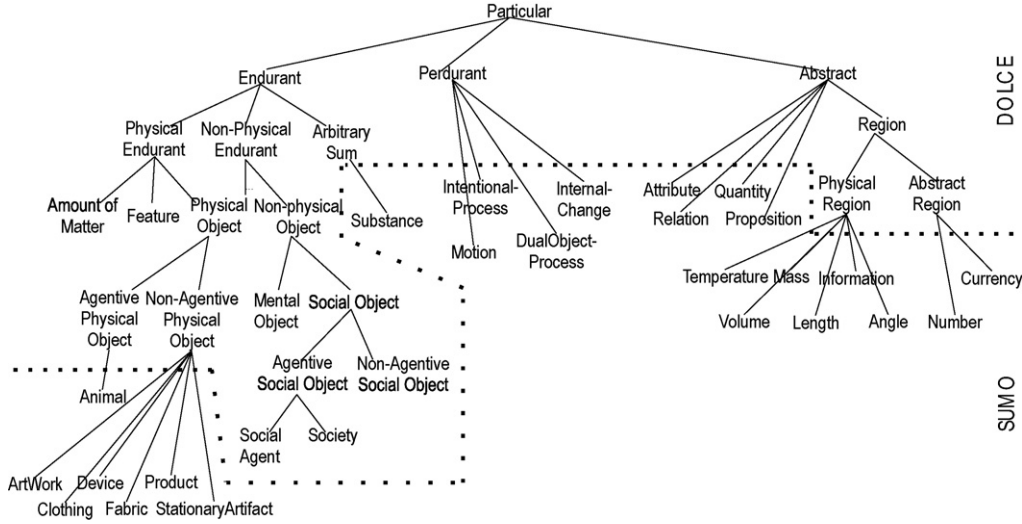 Particular
Endurant Perdurant Abstract
DOLCE
Physical
Endurant
Non-Physical
Endurant
Arbitrary
Sum
Region
Amount of
Matter
Feature
Physical
Object
Non-physical
Object
Substance
Intentional-
Process
Internal-
Change
Motion
DualObject-
Process
Attribute
Relation
Quantity
Proposition
Physical
Region
Abstract
Region
Agentive
Physical
Object
Non-Agentive
Physical
Object
Mental
Object
Social Object
Temperature Mass Information Currency
Volume Length Angle Number
Agentive
Social Object
Non-Agentive
Social Object
SUMO
Animal
Social
Agent
Society
ArtWork Device Product
Clothing Fabric StationaryArtifact